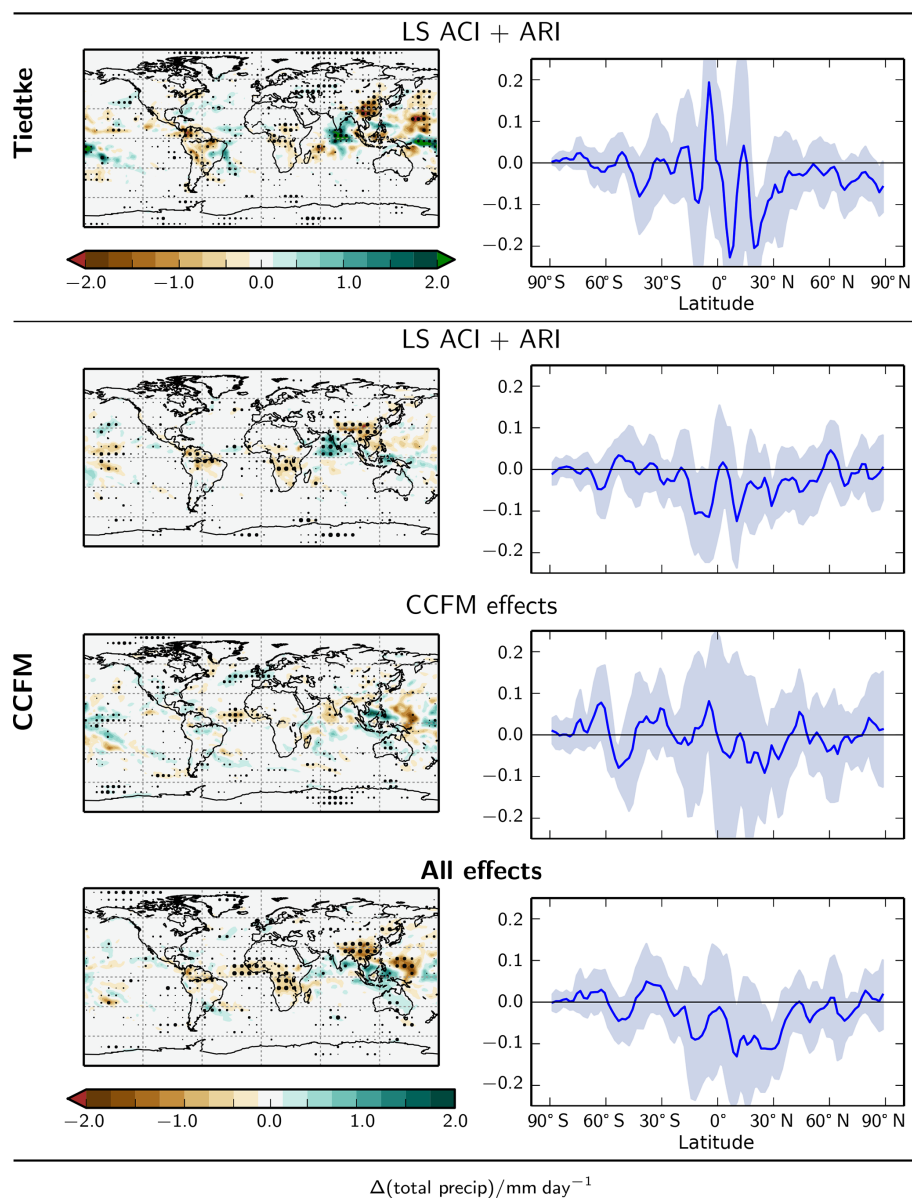 LS ACI + ARI
Tiedtke
0.2
0.1
0.0
−0.1
−0.2
−2.0 −1.0 0.0 1.0 2.0
90° S 60° S 30° S 0° 30° N 60° N 90° N
Latitude
LS ACI + ARI
0.2
0.1
0.0
−0.1
−0.2
CCFM effects
CCFM
0.2
0.1
0.0
−0.1
−0.2
All effects
0.2
0.1
0.0
−0.1
−0.2
−2.0 −1.0 0.0 1.0 2.0
90° S 60° S 30° S 0° 30° N 60° N 90° N
Latitude
Δ(total precip)/mm day⁻¹